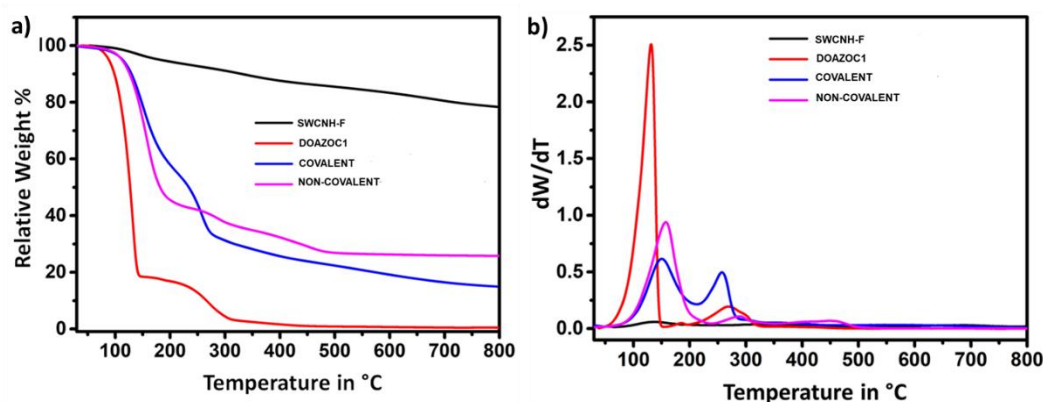 a)
Relative Weight %
100
80
60
40
20
0
SWCNH-F
DOAZOC1
COVALENT
NON-COVALENT
100 200 300 400 500 600 700 800
Temperature in °C
b)
dW/dT
2.5
2.0
1.5
1.0
0.5
0.0
SWCNH-F
DOAZOC1
COVALENT
NON-COVALENT
100 200 300 400 500 600 700 800
Temperature in °C